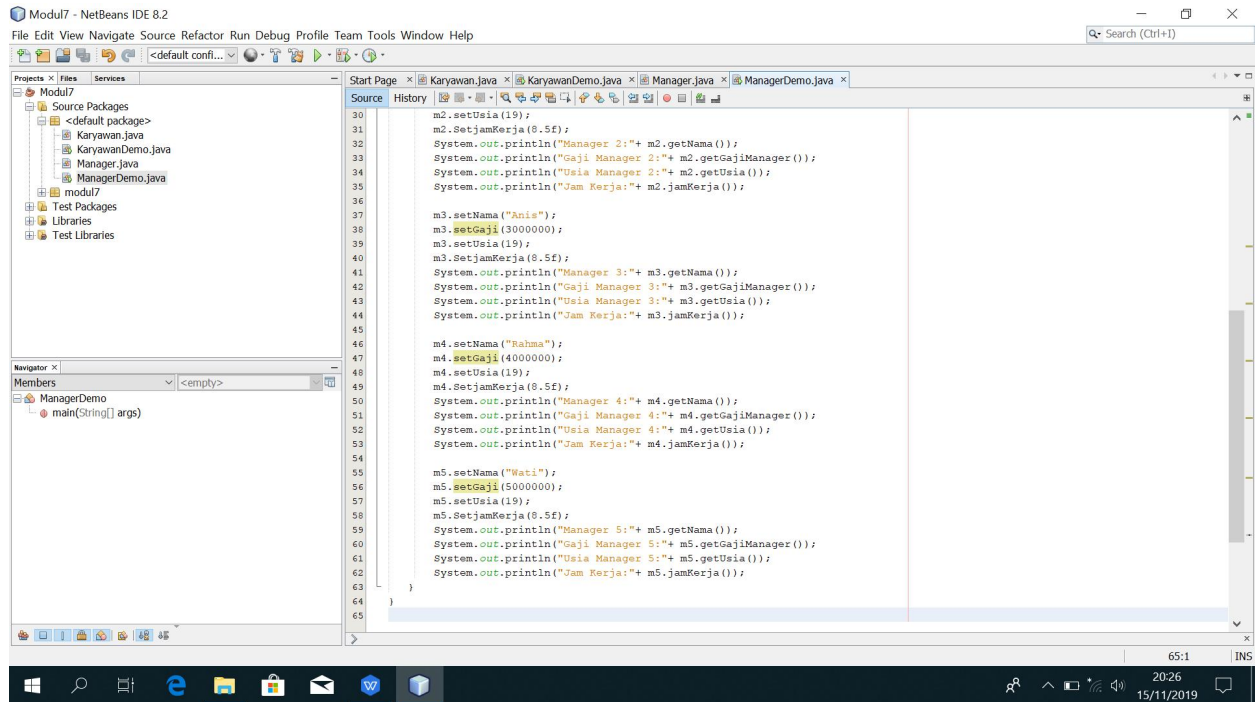 Modul7 - NetBeans IDE 8.2
File Edit View Navigate Source Refactor Run Debug Profile Team Tools Window Help
Search (Ctrl+I)
<default confi...
Projects Files Services
Start Page Karyawan.java KaryawanDemo.java Manager.java ManagerDemo.java
Modul7
Source Packages
<default package>
Karyawan.java
KaryawanDemo.java
Manager.java
ManagerDemo.java
modul7
Test Packages
Libraries
Test Libraries
Source History
30 m2.setUsia(19);
31 m2.SetjamKerja(8.5f);
32 System.out.println("Manager 2:"+ m2.getNama());
33 System.out.println("Gaji Manager 2:"+ m2.getGajiManager());
34 System.out.println("Usia Manager 2:"+ m2.getUsia());
35 System.out.println("Jam Kerja:"+ m2.jamKerja());
36
37 m3.setNama("Anis");
38 m3.setGaji(3000000);
39 m3.setUsia(19);
40 m3.SetjamKerja(8.5f);
41 System.out.println("Manager 3:"+ m3.getNama());
42 System.out.println("Gaji Manager 3:"+ m3.getGajiManager());
43 System.out.println("Usia Manager 3:"+ m3.getUsia());
44 System.out.println("Jam Kerja:"+ m3.jamKerja());
45
46 m4.setNama("Rahma");
47 m4.setGaji(4000000);
48 m4.setUsia(19);
49 m4.SetjamKerja(8.5f);
50 System.out.println("Manager 4:"+ m4.getNama());
51 System.out.println("Gaji Manager 4:"+ m4.getGajiManager());
52 System.out.println("Usia Manager 4:"+ m4.getUsia());
53 System.out.println("Jam Kerja:"+ m4.jamKerja());
54
55 m5.setNama("Wati");
56 m5.setGaji(5000000);
57 m5.setUsia(19);
58 m5.SetjamKerja(8.5f);
59 System.out.println("Manager 5:"+ m5.getNama());
60 System.out.println("Gaji Manager 5:"+ m5.getGajiManager());
61 System.out.println("Usia Manager 5:"+ m5.getUsia());
62 System.out.println("Jam Kerja:"+ m5.jamKerja());
63 }
64 }
65
Navigator
Members <empty>
ManagerDemo
main(String[] args)
65:1 INS
20:26
15/11/2019